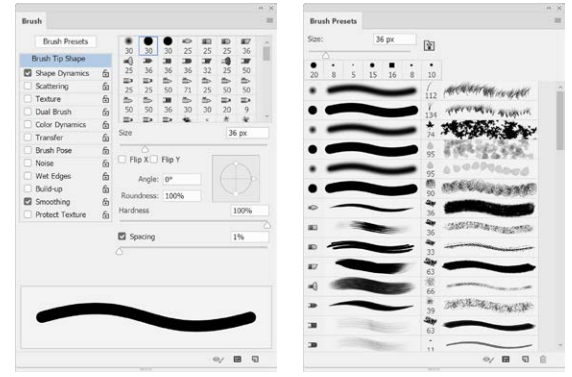 Brush
Brush Presets
Brush Tip Shape
Shape Dynamics
Scattering
Texture
Dual Brush
Color Dynamics
Transfer
Brush Pose
Noise
Wet Edges
Build-up
Smoothing
Protect Texture
30 30 30 25 25 25 36
25 36 36 36 32 25 50
25 25 50 71 25 50 50
50 50 36 30 30 20 9
Size 36 px
Flip X Flip Y
Angle: 0°
Roundness: 100%
Hardness 100%
Spacing 1%
Brush Presets
Size: 36 px
20 8 5 15 16 8 10
112
134
74
95
95
90
36
36
33
63
66
39
63
11